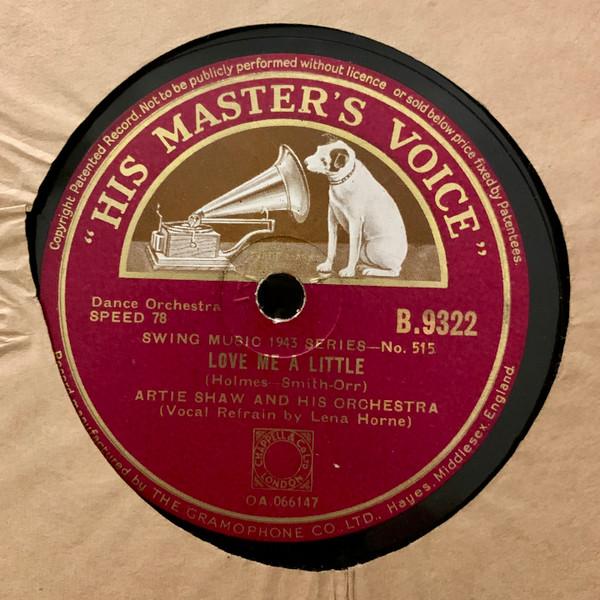 Copyright Patented Record. Not to be publicly performed without licence or sold below price fixed by Patentees.
"HIS MASTER'S VOICE"
Dance Orchestra
SPEED 78
B.9322
SWING MUSIC 1943 SERIES—No. 515
LOVE ME A LITTLE
(Holmes—Smith-Orr)
ARTIE SHAW AND HIS ORCHESTRA
(Vocal Refrain by Lena Horne)
CHAPPELL & Co Ltd
LONDON
OA.066147
Record manufactured by THE GRAMOPHONE CO. LTD., Hayes, Middlesex, England.